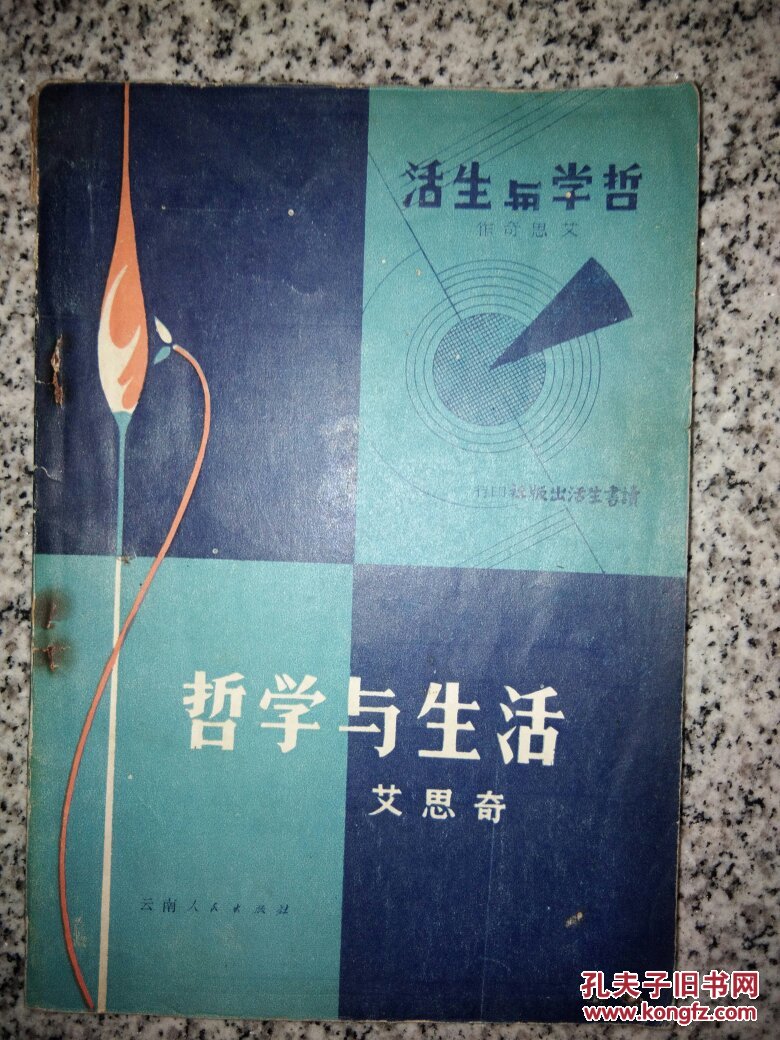 哲学与生活
艾思奇作
讀書生活出版社印行
哲学与生活
艾思奇
云南人民出版社
孔夫子旧书网
www.kongfz.com